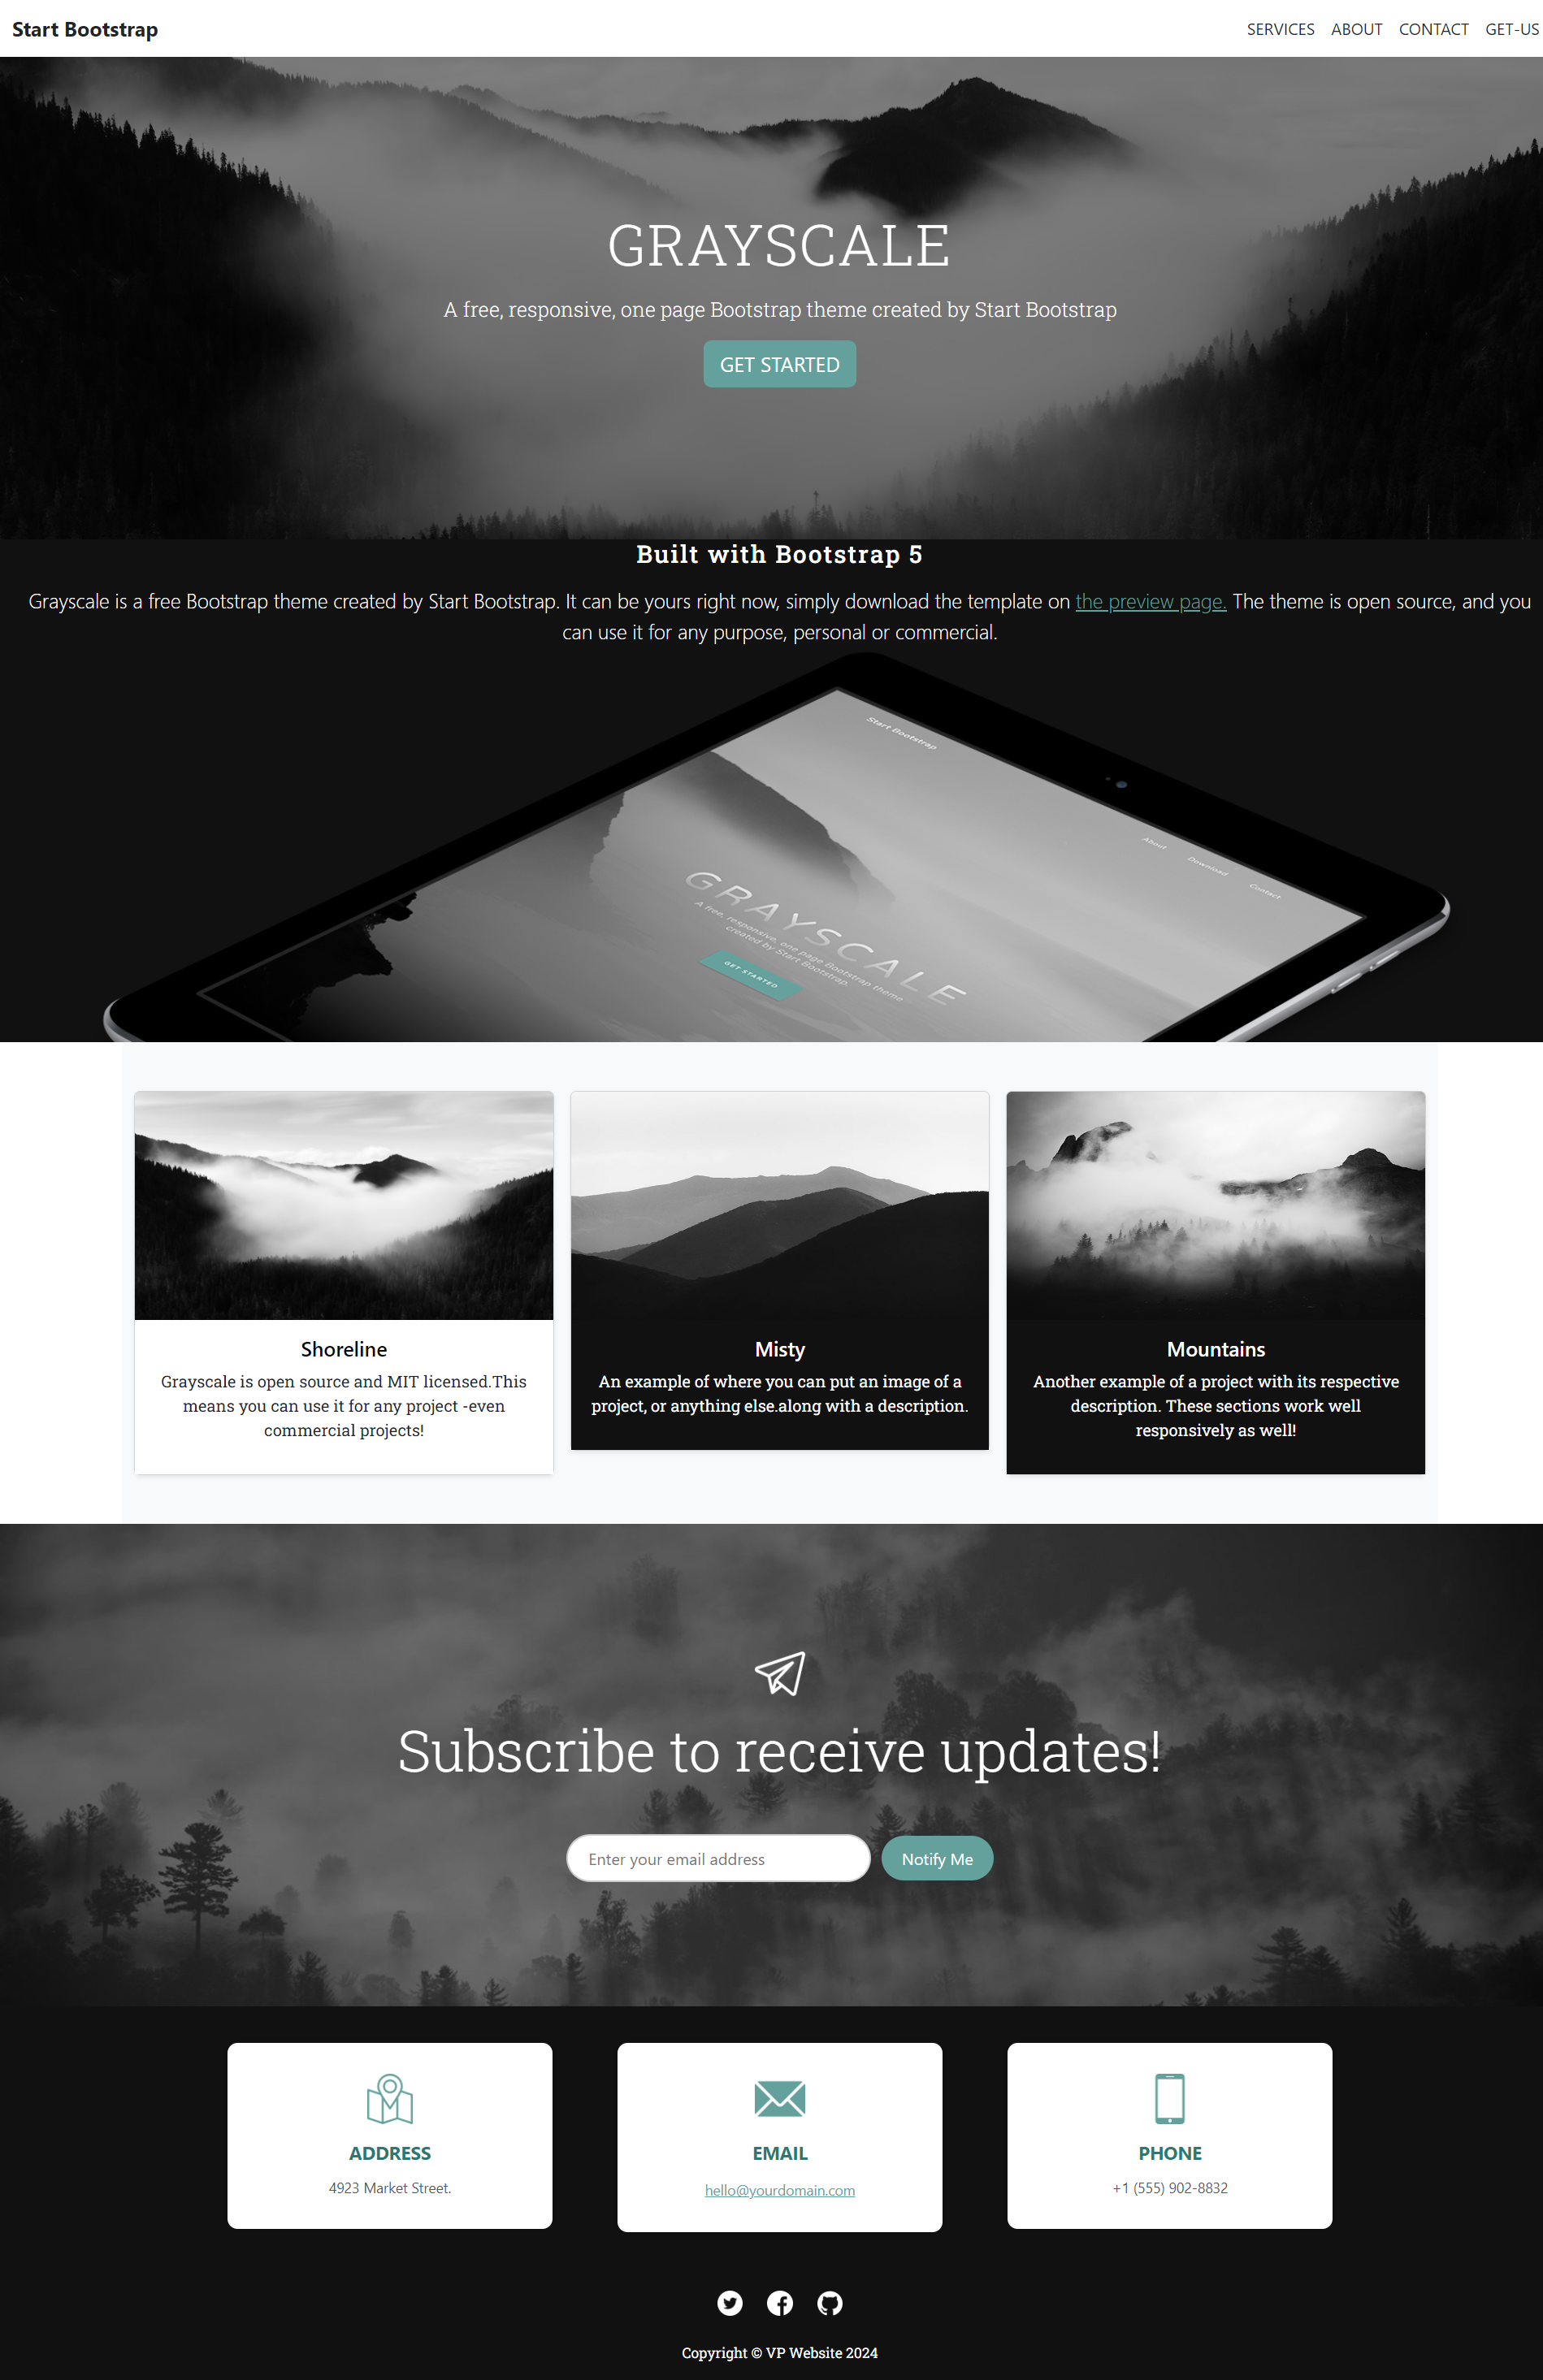 Start Bootstrap
SERVICES ABOUT CONTACT GET-US
GRAYSCALE
A free, responsive, one page Bootstrap theme created by Start Bootstrap
GET STARTED
Built with Bootstrap 5
Grayscale is a free Bootstrap theme created by Start Bootstrap. It can be yours right now, simply download the template on the preview page. The theme is open source, and you
can use it for any purpose, personal or commercial.
Start Bootstrap
About Download Contact
GRAYSCALE
A free, responsive, one page Bootstrap theme
created by Start Bootstrap.
GET STARTED
Shoreline
Grayscale is open source and MIT licensed.This
means you can use it for any project -even
commercial projects!
Misty
An example of where you can put an image of a
project, or anything else.along with a description.
Mountains
Another example of a project with its respective
description. These sections work well
responsively as well!
Subscribe to receive updates!
Enter your email address
Notify Me
ADDRESS
4923 Market Street.
EMAIL
hello@yourdomain.com
PHONE
+1 (555) 902-8832
Copyright © VP Website 2024